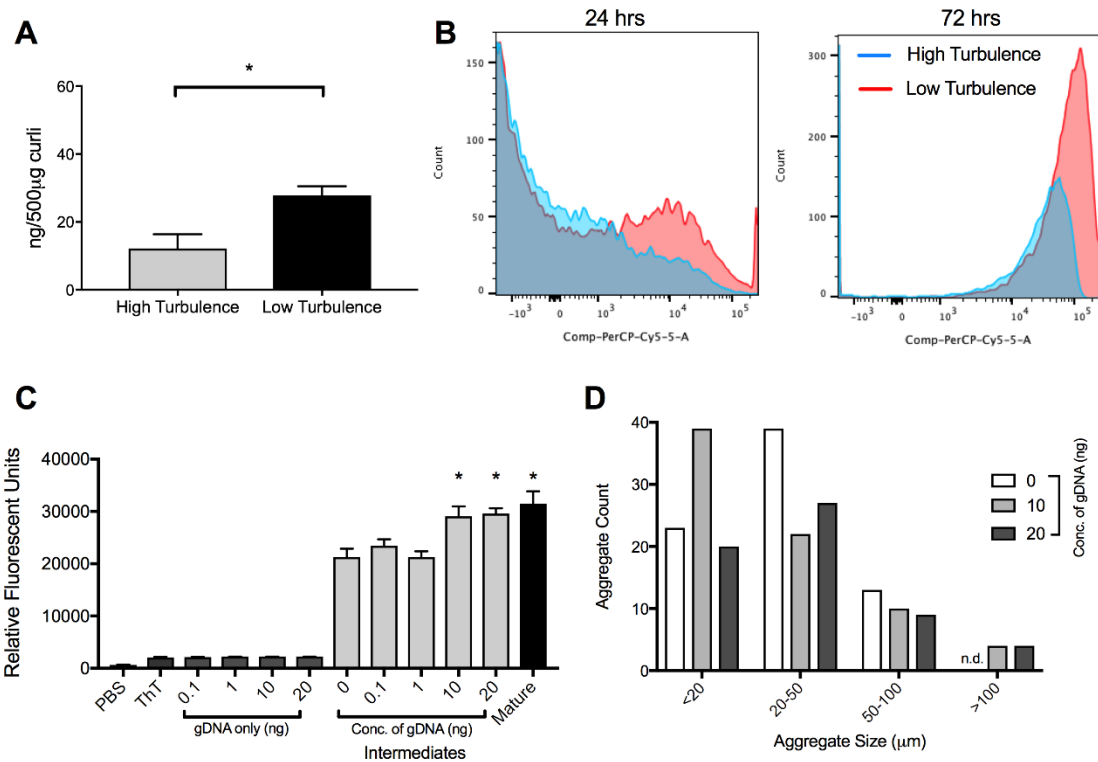 A
60
40
20
0
ng/500μg curli
*
High Turbulence
Low Turbulence
B
24 hrs
150
100
50
0
Count
-10³
0
10³
10⁴
10⁵
Comp-PerCP-Cy5-5-A
72 hrs
High Turbulence
Low Turbulence
300
200
100
0
Count
-10³
0
10³
10⁴
10⁵
Comp-PerCP-Cy5-5-A
C
Relative Fluorescent Units
40000
30000
20000
10000
0
* * *
PBS
ThT
0.1
1
10
20
0
0.1
1
10
20
Mature
gDNA only (ng)
Conc. of gDNA (ng)
Intermediates
D
Aggregate Count
40
30
20
10
0
0
10
20
Conc. of gDNA (ng)
n.d.
<20
20-50
50-100
>100
Aggregate Size (μm)